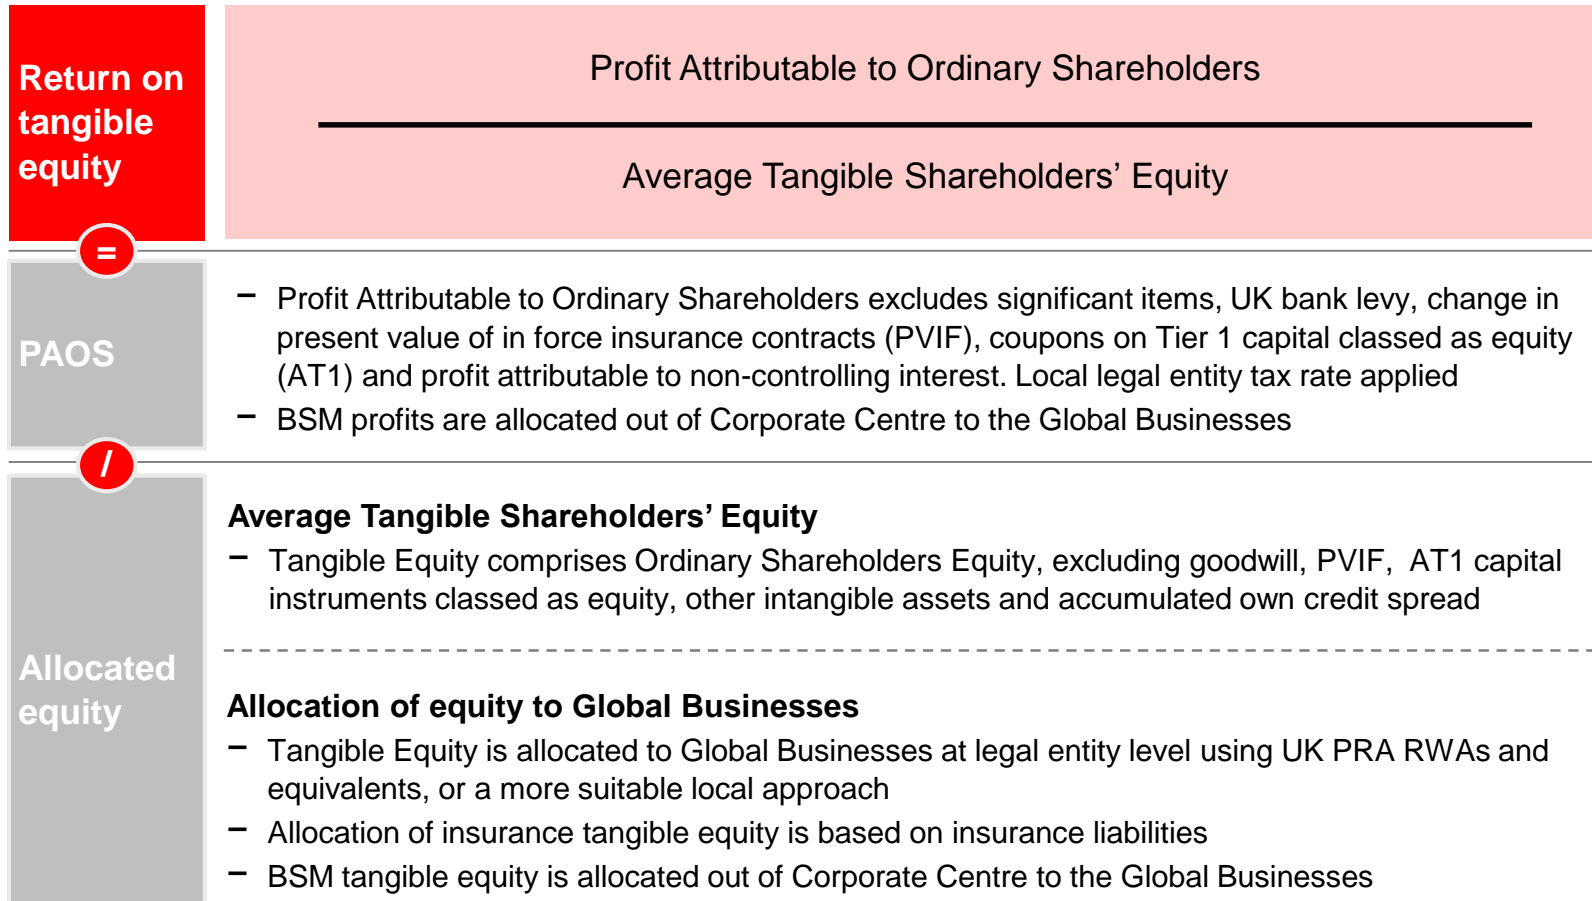 Return on
tangible
equity
Profit Attributable to Ordinary Shareholders
Average Tangible Shareholders’ Equity
=
PAOS
− Profit Attributable to Ordinary Shareholders excludes significant items, UK bank levy, change in
present value of in force insurance contracts (PVIF), coupons on Tier 1 capital classed as equity
(AT1) and profit attributable to non-controlling interest. Local legal entity tax rate applied
− BSM profits are allocated out of Corporate Centre to the Global Businesses
/
Allocated
equity
Average Tangible Shareholders’ Equity
− Tangible Equity comprises Ordinary Shareholders Equity, excluding goodwill, PVIF, AT1 capital
instruments classed as equity, other intangible assets and accumulated own credit spread
Allocation of equity to Global Businesses
− Tangible Equity is allocated to Global Businesses at legal entity level using UK PRA RWAs and
equivalents, or a more suitable local approach
− Allocation of insurance tangible equity is based on insurance liabilities
− BSM tangible equity is allocated out of Corporate Centre to the Global Businesses